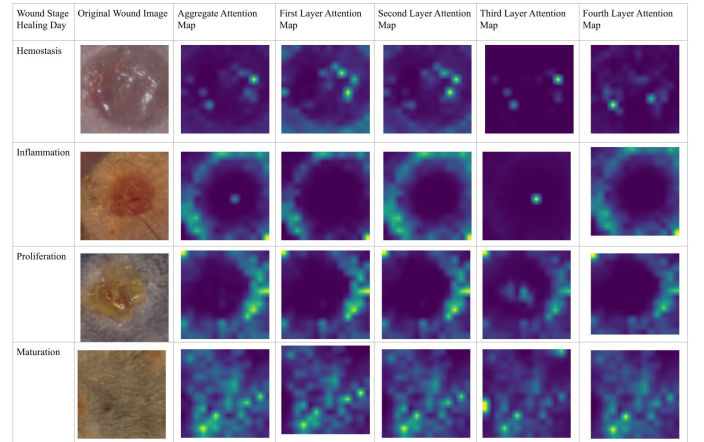 Wound Stage
Healing Day
Original Wound Image
Aggregate Attention
Map
First Layer Attention
Map
Second Layer Attention
Map
Third Layer Attention
Map
Fourth Layer Attention
Map
Hemostasis
Inflammation
Proliferation
Maturation